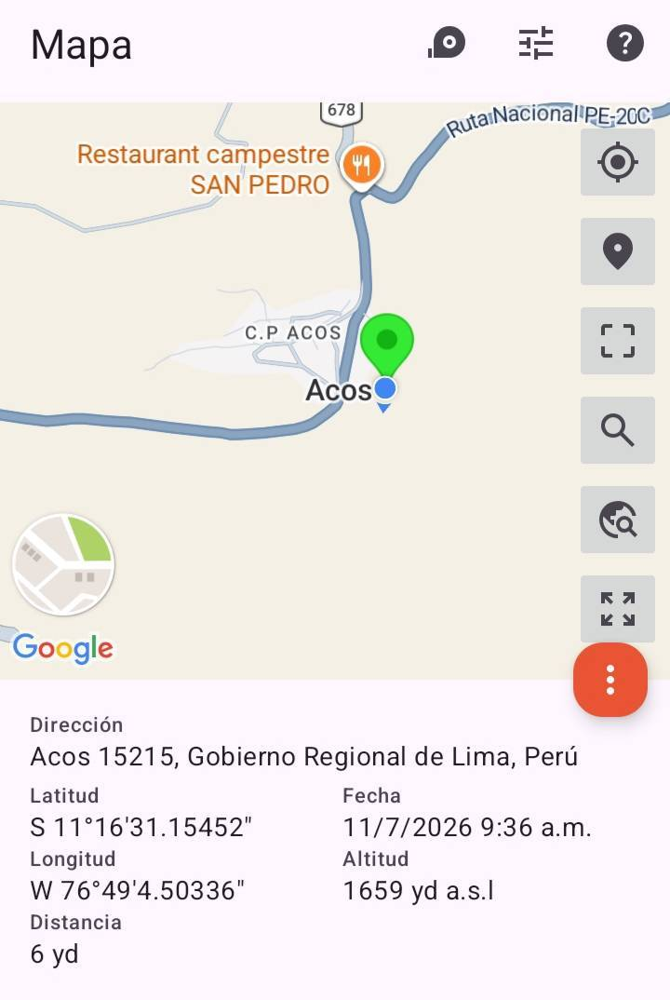 Mapa
678
Ruta Nacional PE-20C
Restaurant campestre
SAN PEDRO
C.P ACOS
Acos
Google
Dirección
Acos 15215, Gobierno Regional de Lima, Perú
Latitud
S 11°16'31.15452"
Fecha
11/7/2026 9:36 a.m.
Longitud
W 76°49'4.50336"
Altitud
1659 yd a.s.l
Distancia
6 yd